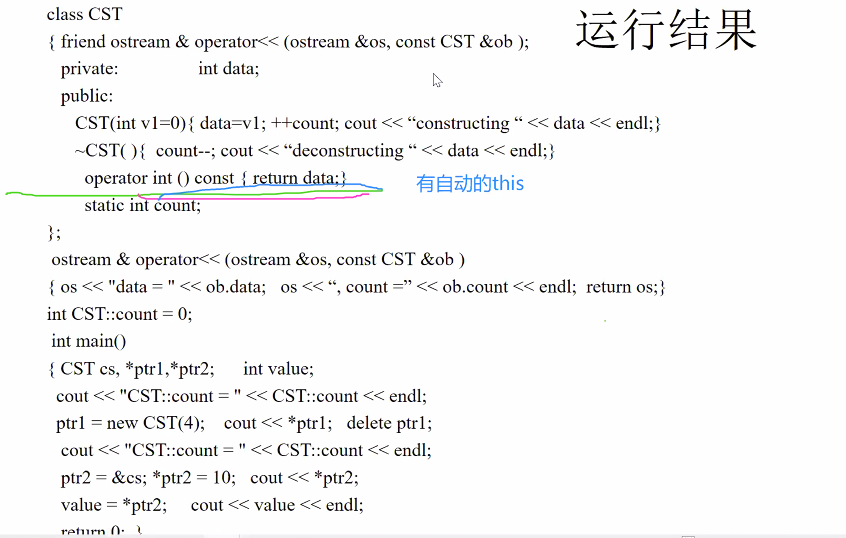 运行结果
class CST
{ friend ostream & operator<< (ostream &os, const CST &ob );
private: int data;
public:
CST(int v1=0){ data=v1; ++count; cout << “constructing “ << data << endl;}
~CST( ){ count--; cout << “deconstructing “ << data << endl;}
operator int () const { return data;}
有自动的this
static int count;
};
ostream & operator<< (ostream &os, const CST &ob )
{ os << "data = " << ob.data; os << “, count =” << ob.count << endl; return os;}
int CST::count = 0;
int main()
{ CST cs, *ptr1,*ptr2; int value;
cout << "CST::count = " << CST::count << endl;
ptr1 = new CST(4); cout << *ptr1; delete ptr1;
cout << "CST::count = " << CST::count << endl;
ptr2 = &cs; *ptr2 = 10; cout << *ptr2;
value = *ptr2; cout << value << endl;
return 0; }